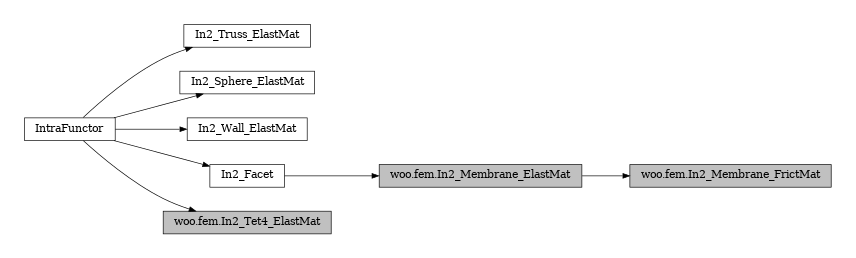 In2_Truss_ElastMat
In2_Sphere_ElastMat
IntraFunctor
In2_Wall_ElastMat
In2_Facet
woo.fem.In2_Membrane_ElastMat
woo.fem.In2_Membrane_FrictMat
woo.fem.In2_Tet4_ElastMat